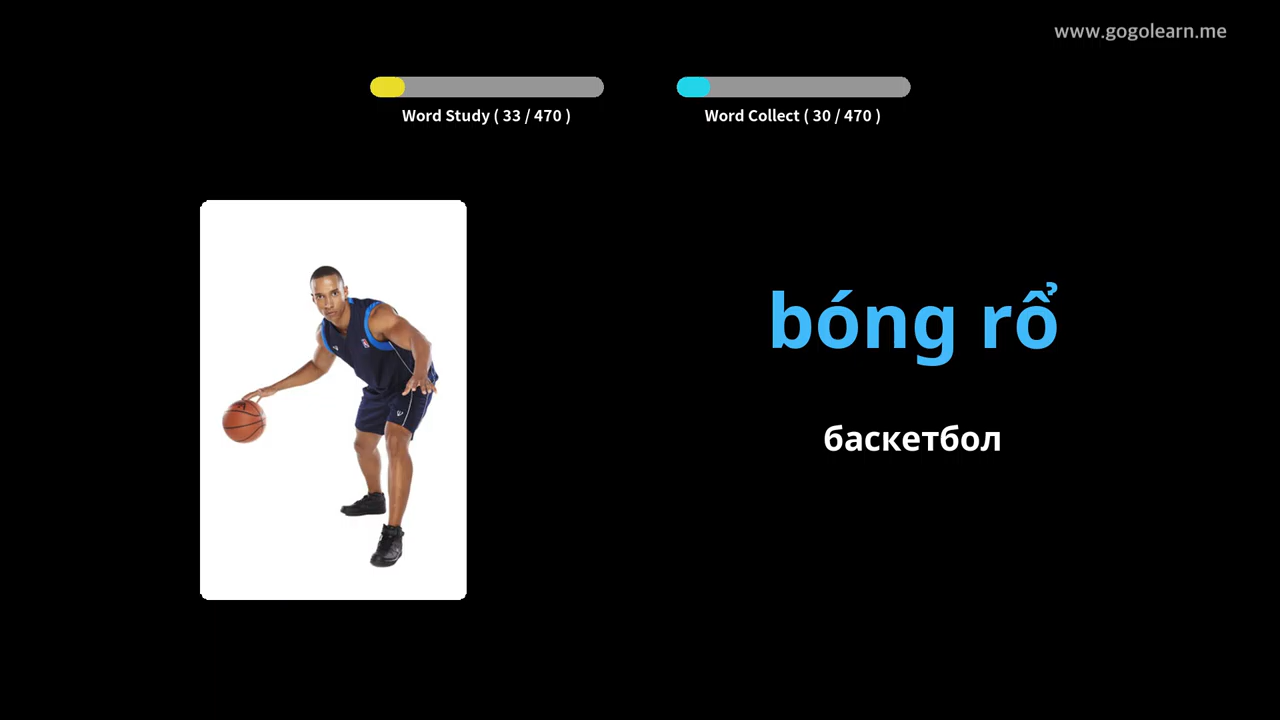 www.gogolearn.me
Word Study ( 33 / 470 )
Word Collect ( 30 / 470 )
bóng rổ
баскетбол